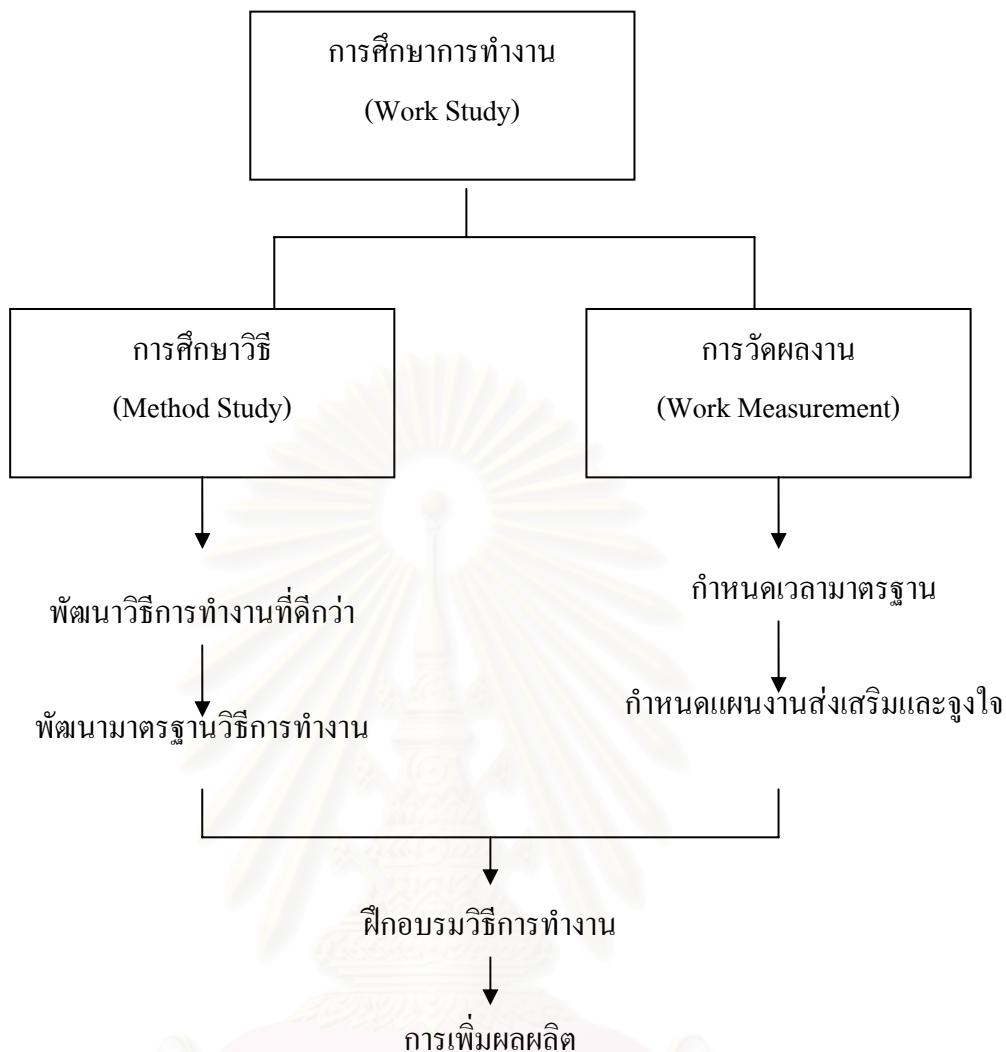 การศึกษาการทำงาน
(Work Study)
การศึกษาวิธี
(Method Study)
การวัดผลงาน
(Work Measurement)
พัฒนาวิธีการทำงานที่ดีกว่า
พัฒนามาตรฐานวิธีการทำงาน
กำหนดเวลามาตรฐาน
กำหนดแผนงานส่งเสริมและจูงใจ
ฝึกอบรมวิธีการทำงาน
การเพิ่มผลผลิต